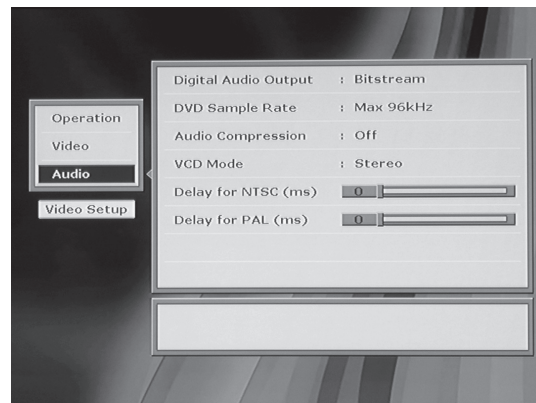 Operation
Video
Audio
Video Setup
Digital Audio Output : Bitstream
DVD Sample Rate : Max 96kHz
Audio Compression : Off
VCD Mode : Stereo
Delay for NTSC (ms) 0
Delay for PAL (ms) 0